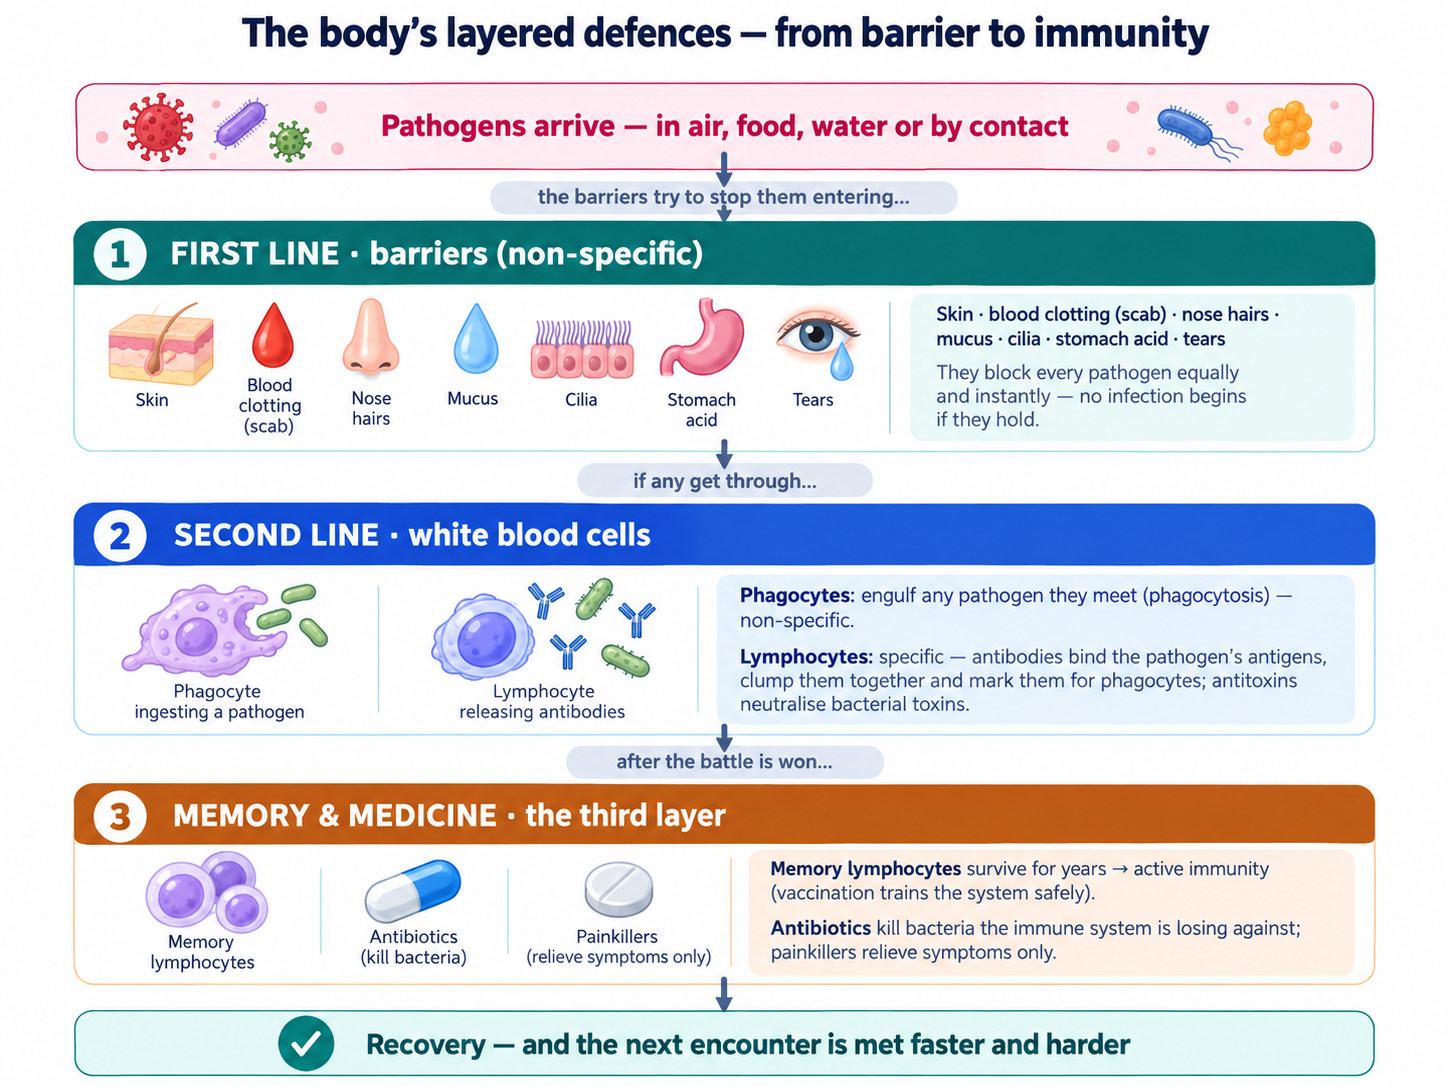 The body’s layered defences — from barrier to immunity
Pathogens arrive — in air, food, water or by contact
the barriers try to stop them entering...
1 FIRST LINE · barriers (non-specific)
Skin
Blood
clotting
(scab)
Nose
hairs
Mucus
Cilia
Stomach
acid
Tears
Skin · blood clotting (scab) · nose hairs ·
mucus · cilia · stomach acid · tears
They block every pathogen equally
and instantly — no infection begins
if they hold.
if any get through...
2 SECOND LINE · white blood cells
Phagocyte
ingesting a pathogen
Lymphocyte
releasing antibodies
Phagocytes: engulf any pathogen they meet (phagocytosis) —
non-specific.
Lymphocytes: specific — antibodies bind the pathogen’s antigens,
clump them together and mark them for phagocytes; antitoxins
neutralise bacterial toxins.
after the battle is won...
3 MEMORY & MEDICINE · the third layer
Memory
lymphocytes
Antibiotics
(kill bacteria)
Painkillers
(relieve symptoms only)
Memory lymphocytes survive for years → active immunity
(vaccination trains the system safely).
Antibiotics kill bacteria the immune system is losing against;
painkillers relieve symptoms only.
Recovery — and the next encounter is met faster and harder